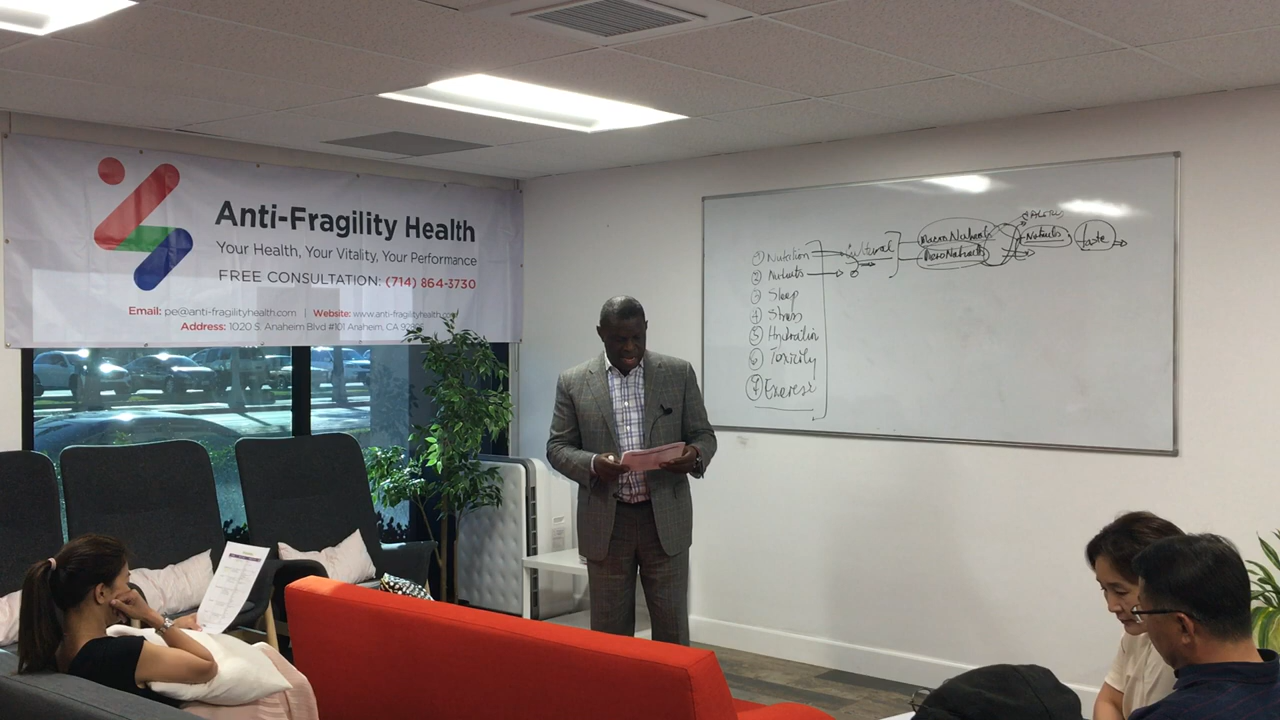 Anti-Fragility Health
Your Health, Your Vitality, Your Performance
FREE CONSULTATION: (714) 864-3730
Email: pe@anti-fragilityhealth.com | Website: www.anti-fragilityhealth.com
Address: 1020 S. Anaheim Blvd #101 Anaheim, CA
① Nutrition
②
③ Sleep
④ Stress
⑤ Hydration
⑥ Toxicity
⑦ Exercise
Cultural
Macro Nutrients
Micro Nutrients
taste